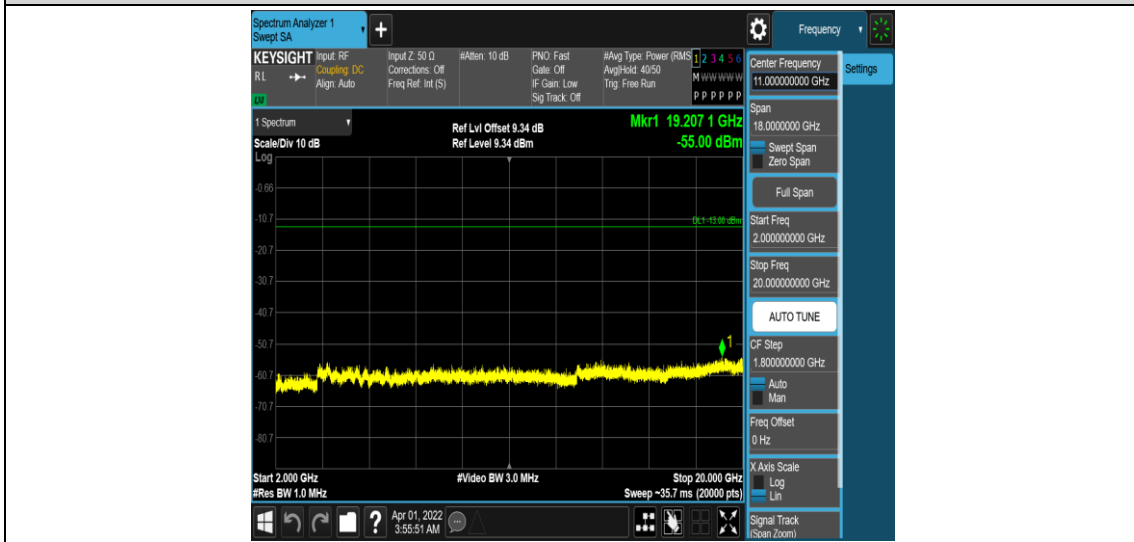 Spectrum Analyzer 1
Swept SA
+
Frequency
KEYSIGHT
RL
LXI
Input: RF
Coupling: DC
Align: Auto
Input Z: 50 Ω
Corrections: Off
Freq Ref: Int (S)
#Atten: 10 dB
PNO: Fast
Gate: Off
IF Gain: Low
Sig Track: Off
#Avg Type: Power (RMS
Avg|Hold: 40/50
Trig: Free Run
1 2 3 4 5 6
M W W W W W
P P P P P P
1 Spectrum
Scale/Div 10 dB
Log
Ref Lvl Offset 9.34 dB
Ref Level 9.34 dBm
Mkr1 19.207 1 GHz
-55.00 dBm
-0.66
-10.7
DL1 -13.00 dBm
-20.7
-30.7
-40.7
-50.7
1
-60.7
-70.7
-80.7
Start 2.000 GHz
#Res BW 1.0 MHz
#Video BW 3.0 MHz
Stop 20.000 GHz
Sweep ~35.7 ms (20000 pts)
Center Frequency
11.000000000 GHz
Settings
Span
18.0000000 GHz
Swept Span
Zero Span
Full Span
Start Freq
2.000000000 GHz
Stop Freq
20.000000000 GHz
AUTO TUNE
CF Step
1.800000000 GHz
Auto
Man
Freq Offset
0 Hz
X Axis Scale
Log
Lin
Signal Track
(Span Zoom)
?
Apr 01, 2022
3:55:51 AM